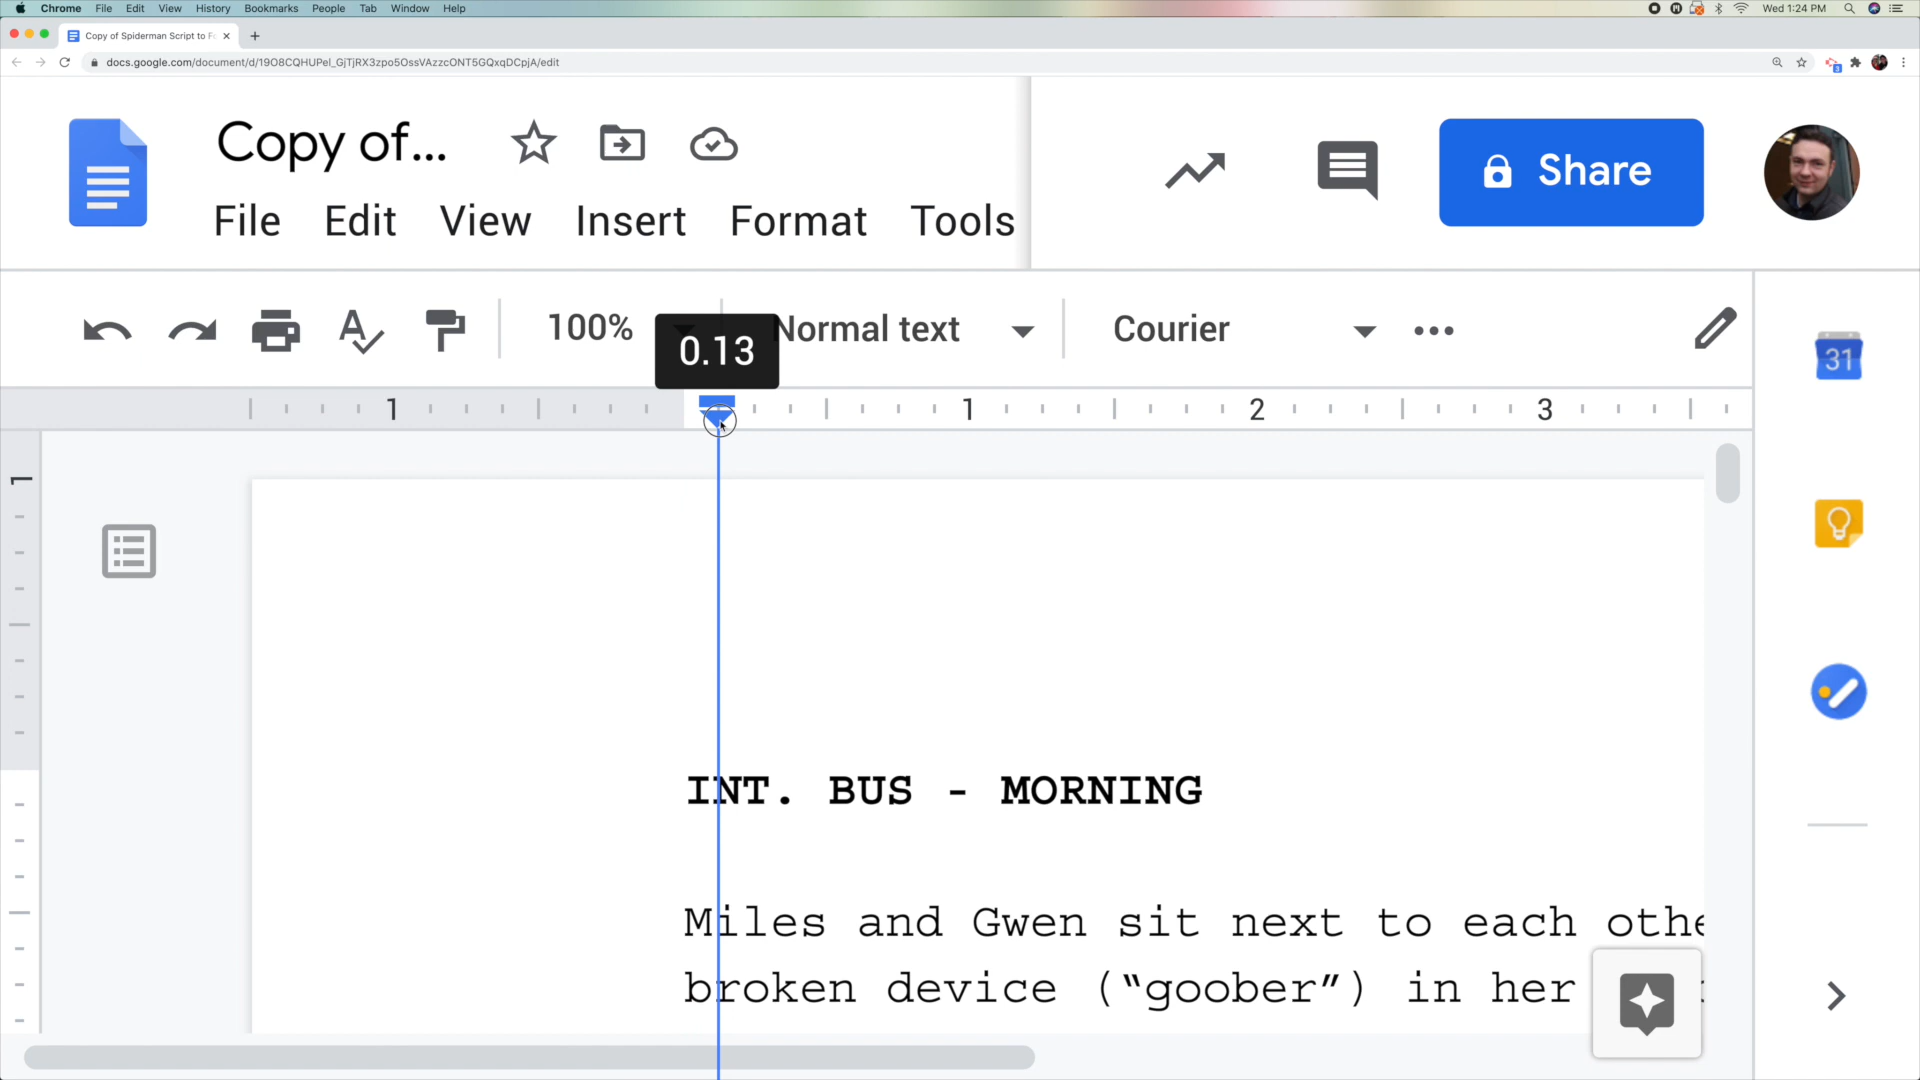 Chrome File Edit View History Bookmarks People Tab Window Help Wed 1:24 PM
Copy of Spiderman Script to F
docs.google.com/document/d/19O8CQHUPel_GjTjRX3zpo5OssVAzzcONT5GQxqDCpjA/edit
3
Copy of...
File Edit View Insert Format Tools
Share
100% Normal text Courier
0.13
31
1 1 2 3
1
INT. BUS - MORNING
Miles and Gwen sit next to each othe
broken device (“goober”) in her